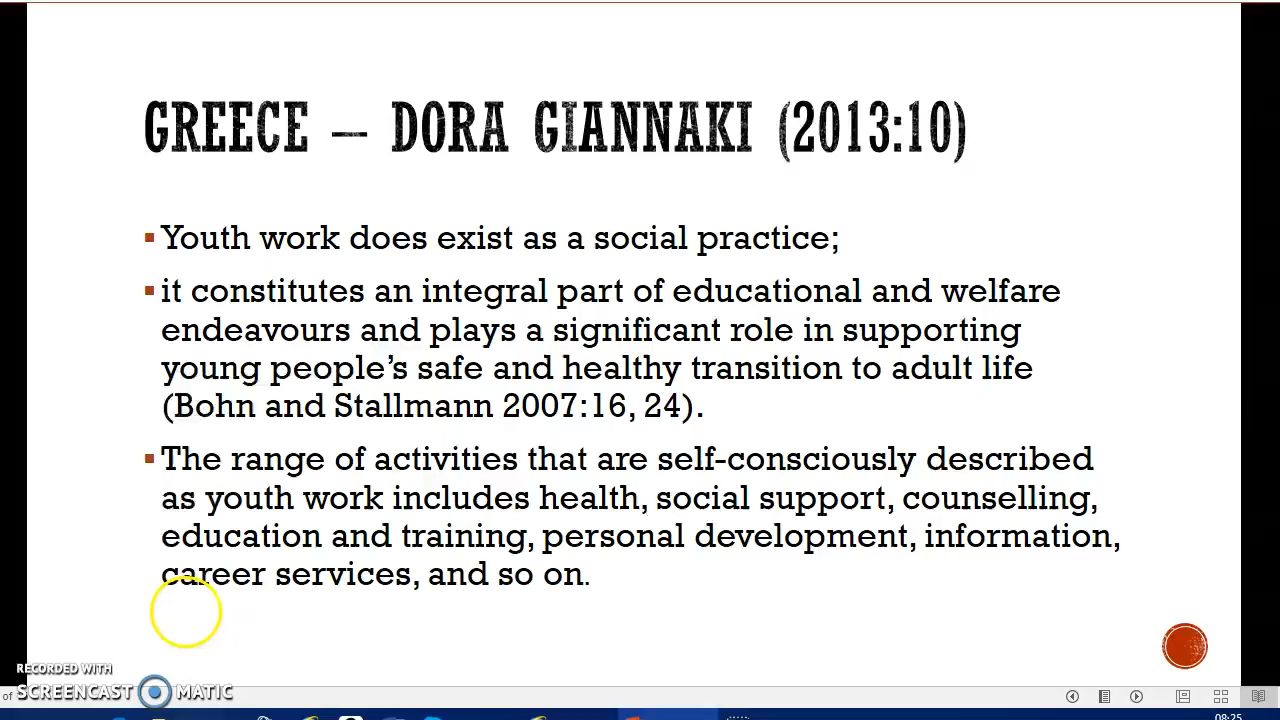 GREECE – DORA GIANNAKI (2013:10)
Youth work does exist as a social practice;
it constitutes an integral part of educational and welfare
endeavours and plays a significant role in supporting
young people’s safe and healthy transition to adult life
(Bohn and Stallmann 2007:16, 24).
The range of activities that are self-consciously described
as youth work includes health, social support, counselling,
education and training, personal development, information,
career services, and so on.
RECORDED WITH
SCREENCAST MATIC
of
08:25